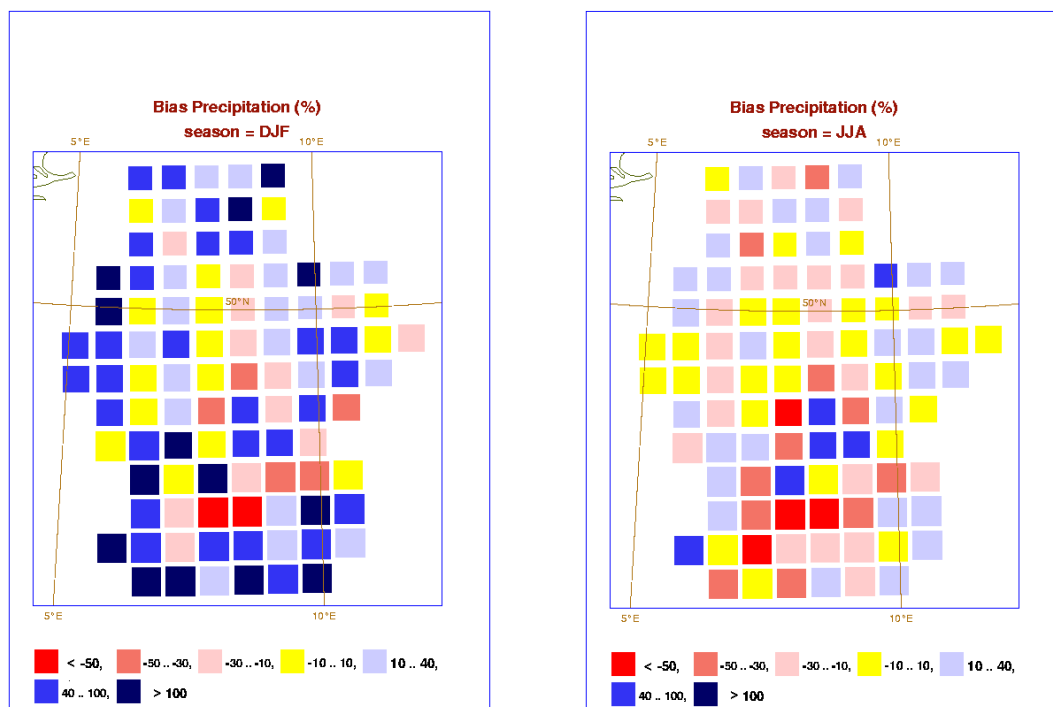 Bias Precipitation (%)
season = DJF
5°E
10°E
50°N
5°E
10°E
< -50,
-50 .. -30,
-30 .. -10,
-10 .. 10,
10 .. 40,
40 .. 100,
> 100
Bias Precipitation (%)
season = JJA
5°E
10°E
50°N
5°E
10°E
< -50,
-50 .. -30,
-30 .. -10,
-10 .. 10,
10 .. 40,
40 .. 100,
> 100